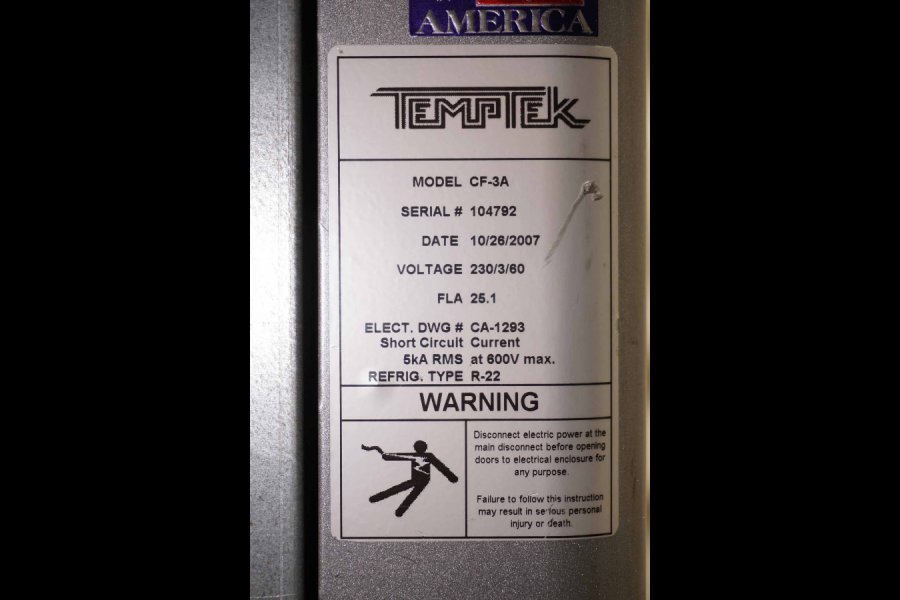 AMERICA
TEMPTEK
MODEL CF-3A
SERIAL # 104792
DATE 10/26/2007
VOLTAGE 230/3/60
FLA 25.1
ELECT. DWG # CA-1293
Short Circuit Current
5kA RMS at 600V max.
REFRIG. TYPE R-22
WARNING
Disconnect electric power at the
main disconnect before opening
doors to electrical enclosure for
any purpose.
Failure to follow this instruction
may result in serious personal
injury or death.